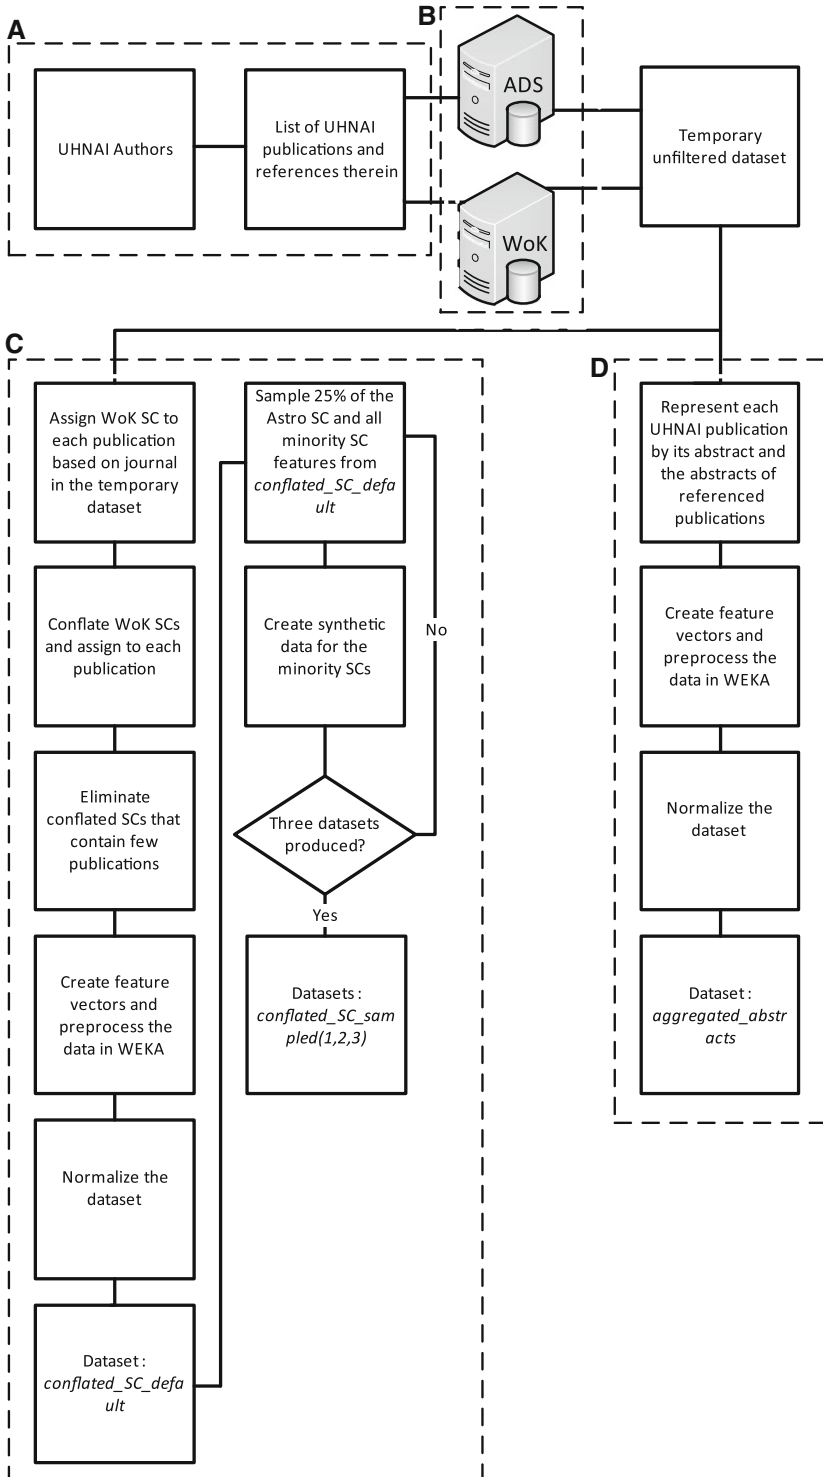 A
B
UHNAI Authors
List of UHNAI
publications and
references therein
ADS
WoK
Temporary
unfiltered dataset
C
Assign WoK SC to
each publication
based on journal
in the temporary
dataset
Conflate WoK SCs
and assign to each
publication
Eliminate
conflated SCs that
contain few
publications
Create feature
vectors and
preprocess the
data in WEKA
Normalize the
dataset
Dataset :
conflated_SC_defa
ult
Sample 25% of the
Astro SC and all
minority SC
features from
conflated_SC_defa
ult
Create synthetic
data for the
minority SCs
No
Three datasets
produced?
Yes
Datasets :
conflated_SC_sam
pled(1,2,3)
D
Represent each
UHNAI publication
by its abstract and
the abstracts of
referenced
publications
Create feature
vectors and
preprocess the
data in WEKA
Normalize the
dataset
Dataset :
aggregated_abstr
acts